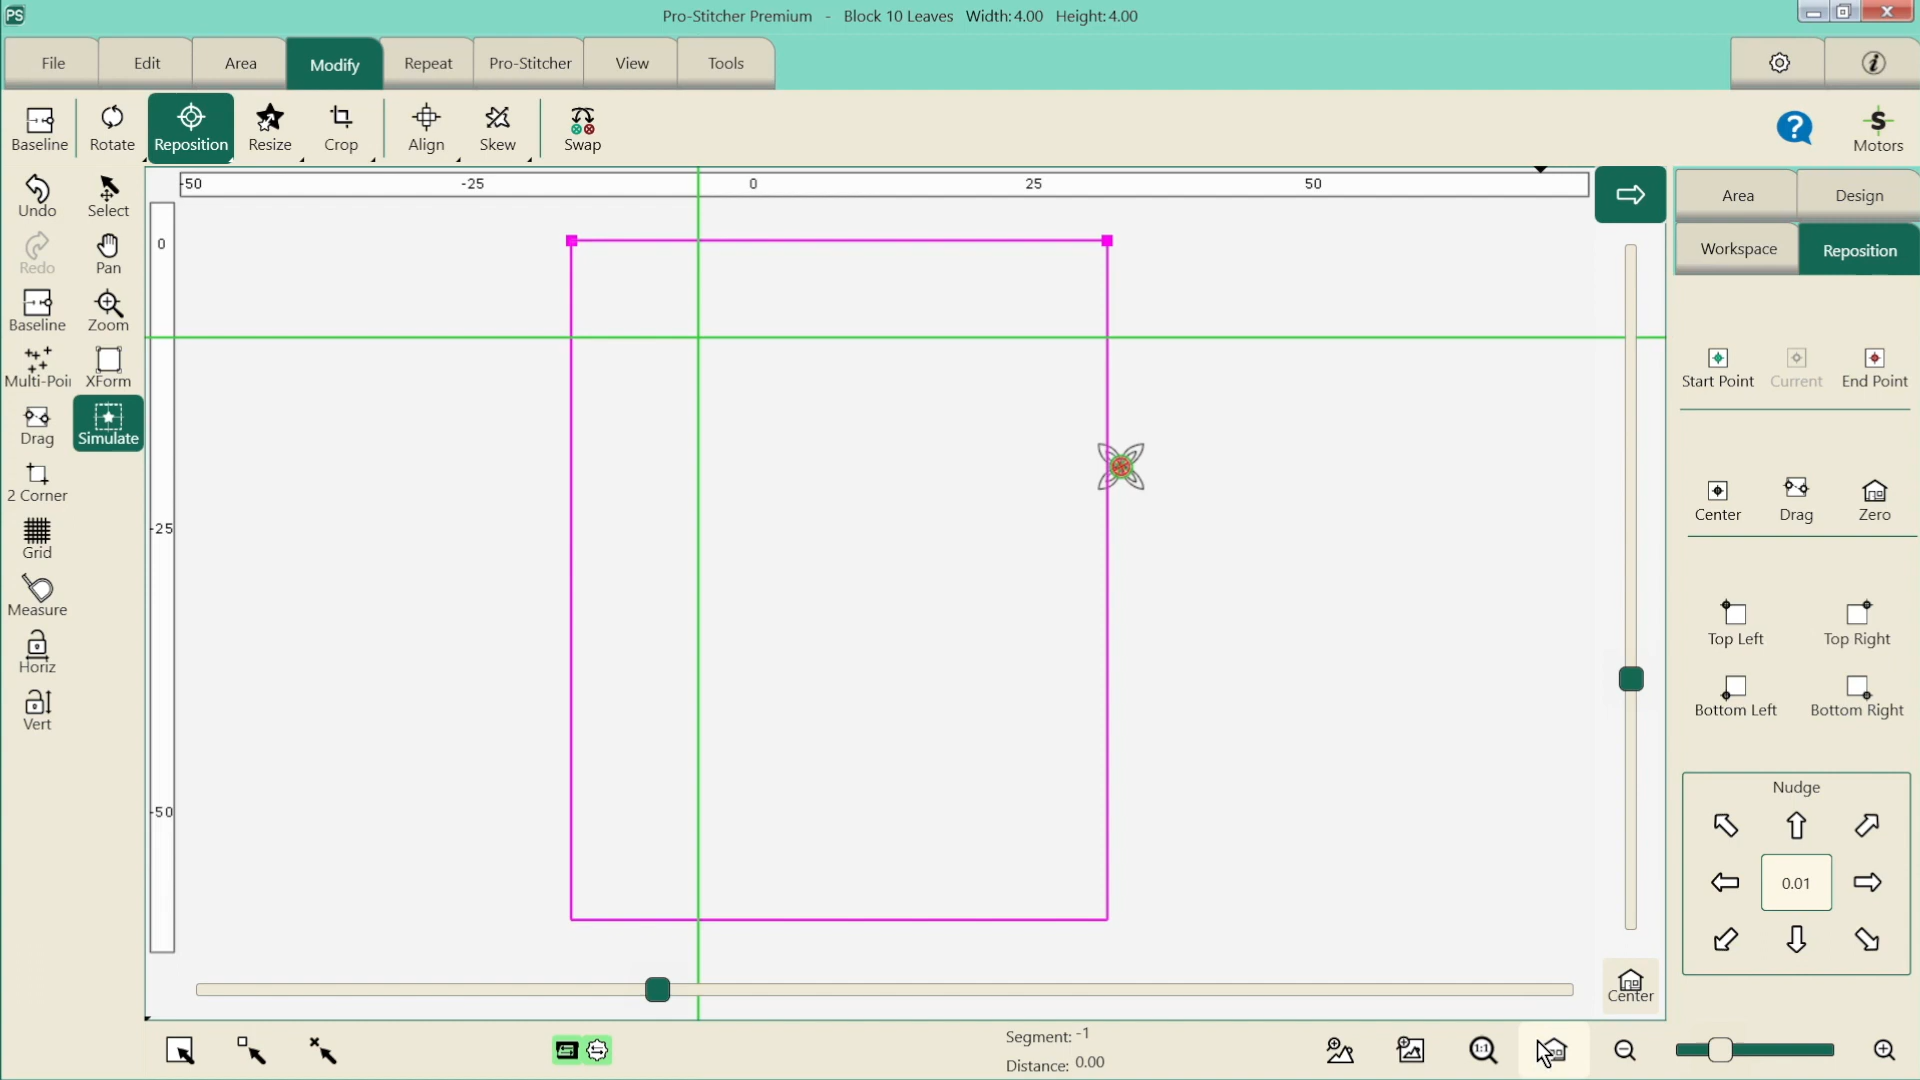 PS
Pro-Stitcher Premium - Block 10 Leaves Width: 4.00 Height: 4.00
File Edit Area Modify Repeat Pro-Stitcher View Tools
Baseline Rotate Reposition Resize Crop Align Skew Swap ? S Motors
Undo Select
Redo Pan
Baseline Zoom
Multi-Poi XForm
Drag Simulate
2 Corner
Grid
Measure
Horiz
Vert
-50 -25 0 25 50
0
-25
-50
Center
Area Design
Workspace Reposition
Start Point Current End Point
Center Drag Zero
Top Left Top Right
Bottom Left Bottom Right
Nudge
0.01
Segment: -1
Distance: 0.00
1:1